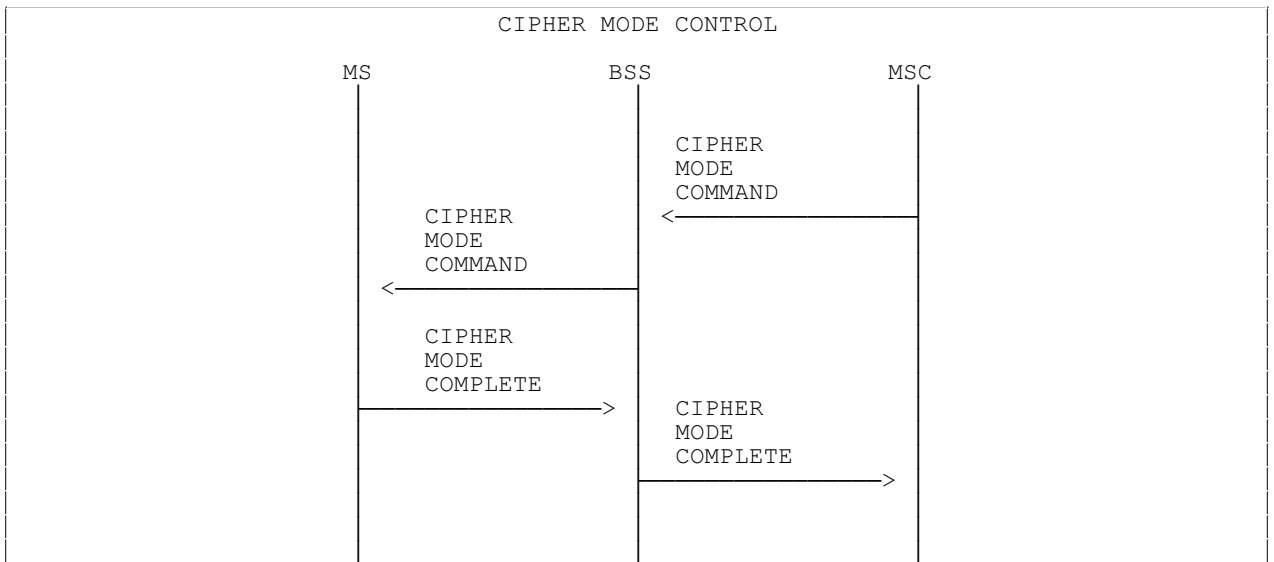 CIPHER MODE CONTROL
MS BSS MSC
CIPHER
MODE
COMMAND
CIPHER
MODE
COMMAND
CIPHER
MODE
COMPLETE
CIPHER
MODE
COMPLETE